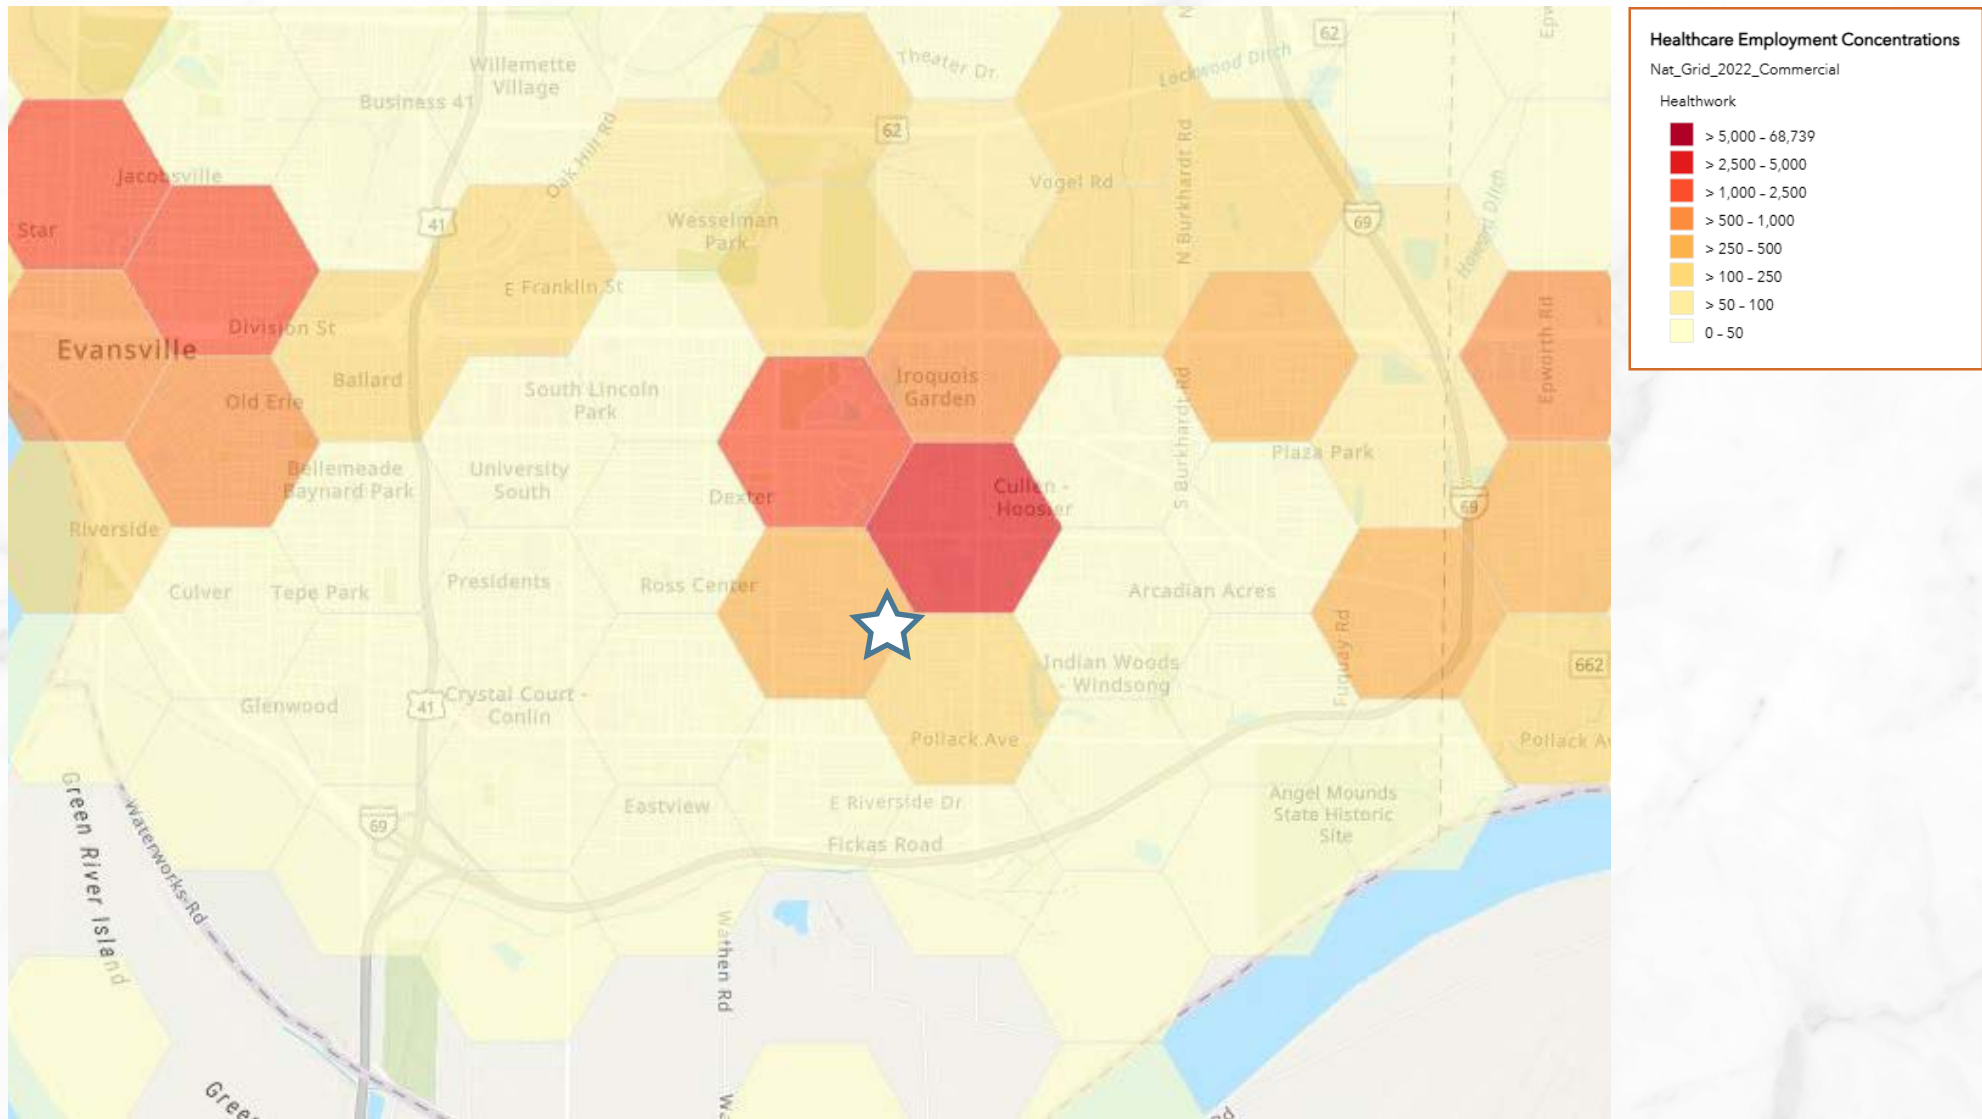 Willemette
Village
Theater Dr
62
Epw
N
Business 41
Lockwood Ditch
62
Oak Hill Rd
N Burkhardt Rd
Jacobsville
Vogel Rd
Star
41
Wesselman
Park
69
Howard Ditch
E Franklin St
Division St
Evansville
Ballard
Old Erie
South Lincoln
Park
Iroquois
Garden
S Burkhardt Rd
Epworth Rd
Bellemeade
Baynard Park
University
South
Dexter
Cullen -
Hoosier
Plaza Park
69
Riverside
Culver
Tepe Park
Presidents
Ross Center
Arcadian Acres
Fuquay Rd
Indian Woods
- Windsong
662
Glenwood
41
Crystal Court -
Conlin
Pollack Ave
Pollack Av
Green River Island
Waterworks Rd
69
Eastview
E Riverside Dr
Fickas Road
Angel Mounds
State Historic
Site
Wathen Rd
Wa
Gree
Rd
Healthcare Employment Concentrations
Nat_Grid_2022_Commercial
Healthwork
> 5,000 - 68,739
> 2,500 - 5,000
> 1,000 - 2,500
> 500 - 1,000
> 250 - 500
> 100 - 250
> 50 - 100
0 - 50